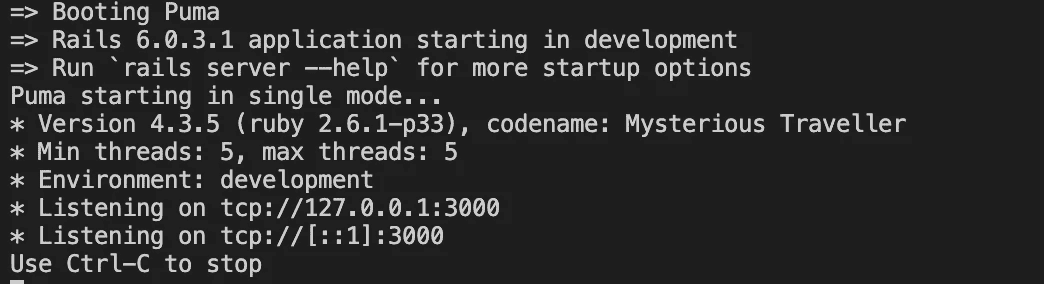 => Booting Puma
=> Rails 6.0.3.1 application starting in development
=> Run `rails server --help` for more startup options
Puma starting in single mode...
* Version 4.3.5 (ruby 2.6.1-p33), codename: Mysterious Traveller
* Min threads: 5, max threads: 5
* Environment: development
* Listening on tcp://127.0.0.1:3000
* Listening on tcp://[::1]:3000
Use Ctrl-C to stop